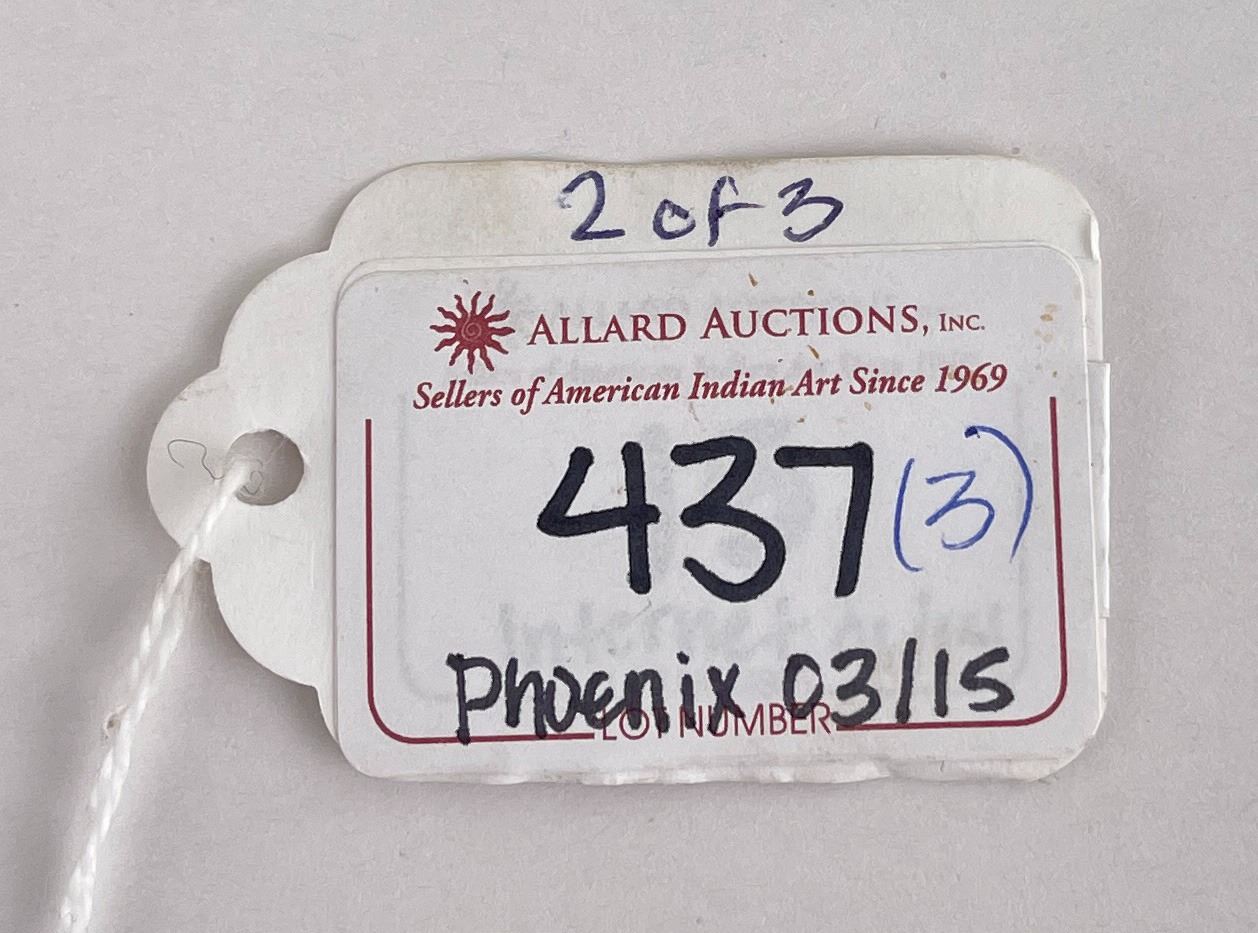 2 of 3
ALLARD AUCTIONS, INC.
Sellers of American Indian Art Since 1969
437 (3)
Phoenix 03/15
LOT NUMBER